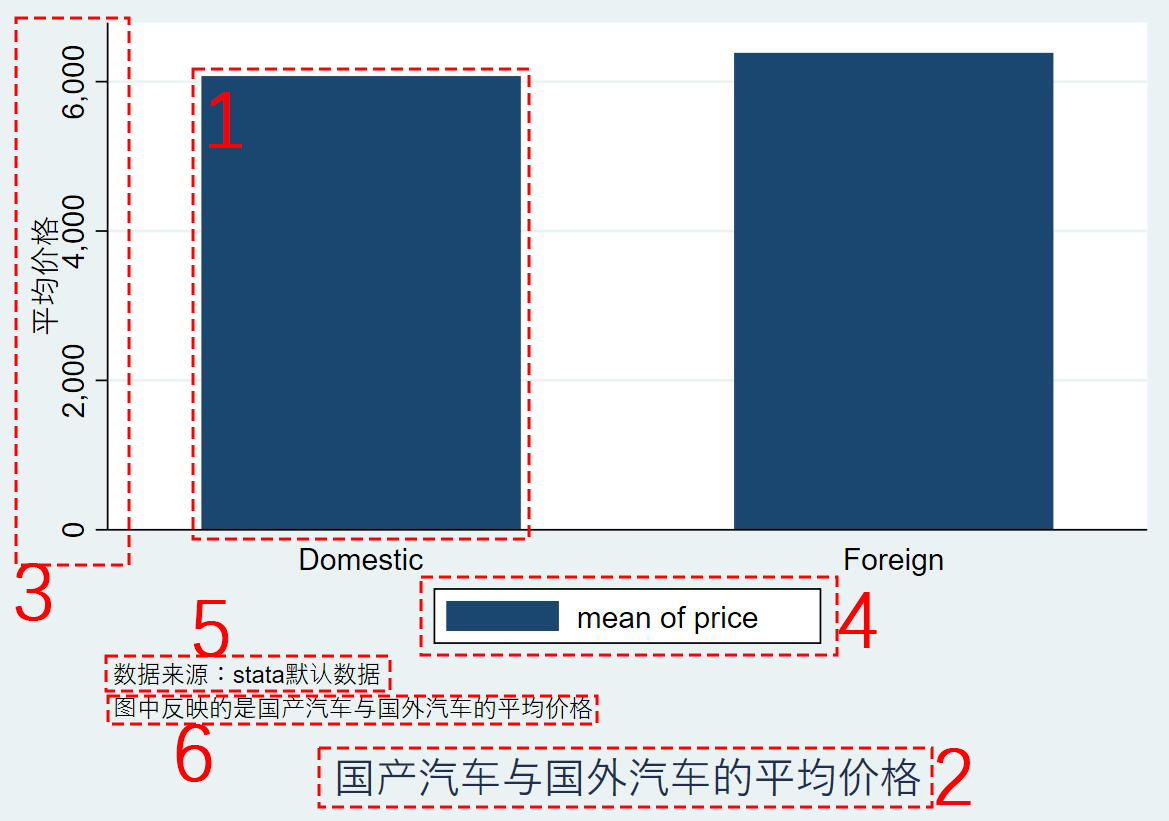 6,000
4,000
2,000
0
平均价格
1
Domestic
Foreign
3
mean of price
4
5
数据来源：stata默认数据
图中反映的是国产汽车与国外汽车的平均价格
6
国产汽车与国外汽车的平均价格
2